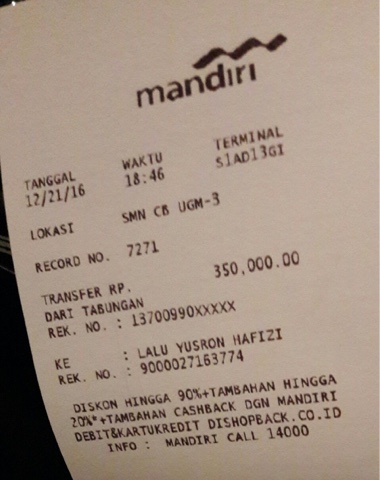 mandiri
TANGGAL WAKTU TERMINAL
12/21/16 18:46 S1AD13GI
LOKASI SMN CB UGM-3
RECORD NO. 7271
TRANSFER RP. 350,000.00
DARI TABUNGAN
REK. NO. : 13700990XXXXX
KE : LALU YUSRON HAFIZI
REK. NO. : 9000027163774
DISKON HINGGA 90%+TAMBAHAN HINGGA
20%*+TAMBAHAN CASHBACK DGN MANDIRI
DEBIT&KARTUKREDIT DISHOPBACK.CO.ID
INFO : MANDIRI CALL 14000